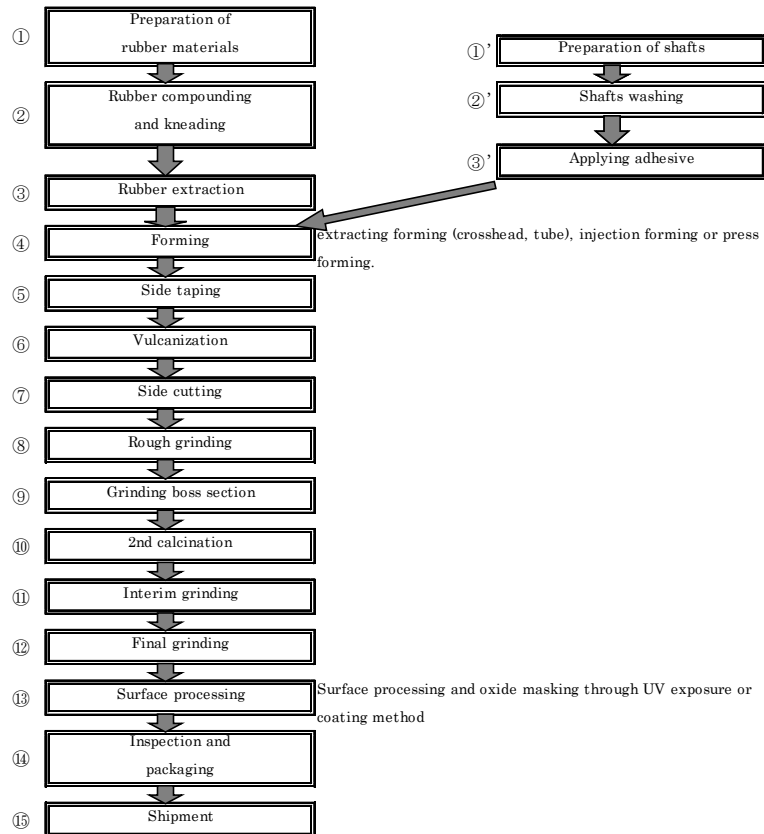 ① Preparation of
rubber materials
② Rubber compounding
and kneading
③ Rubber extraction
①’ Preparation of shafts
②’ Shafts washing
③’ Applying adhesive
④ Forming
extracting forming (crosshead, tube), injection forming or press
forming.
⑤ Side taping
⑥ Vulcanization
⑦ Side cutting
⑧ Rough grinding
⑨ Grinding boss section
⑩ 2nd calcination
⑪ Interim grinding
⑫ Final grinding
⑬ Surface processing
Surface processing and oxide masking through UV exposure or
coating method
⑭ Inspection and
packaging
⑮ Shipment